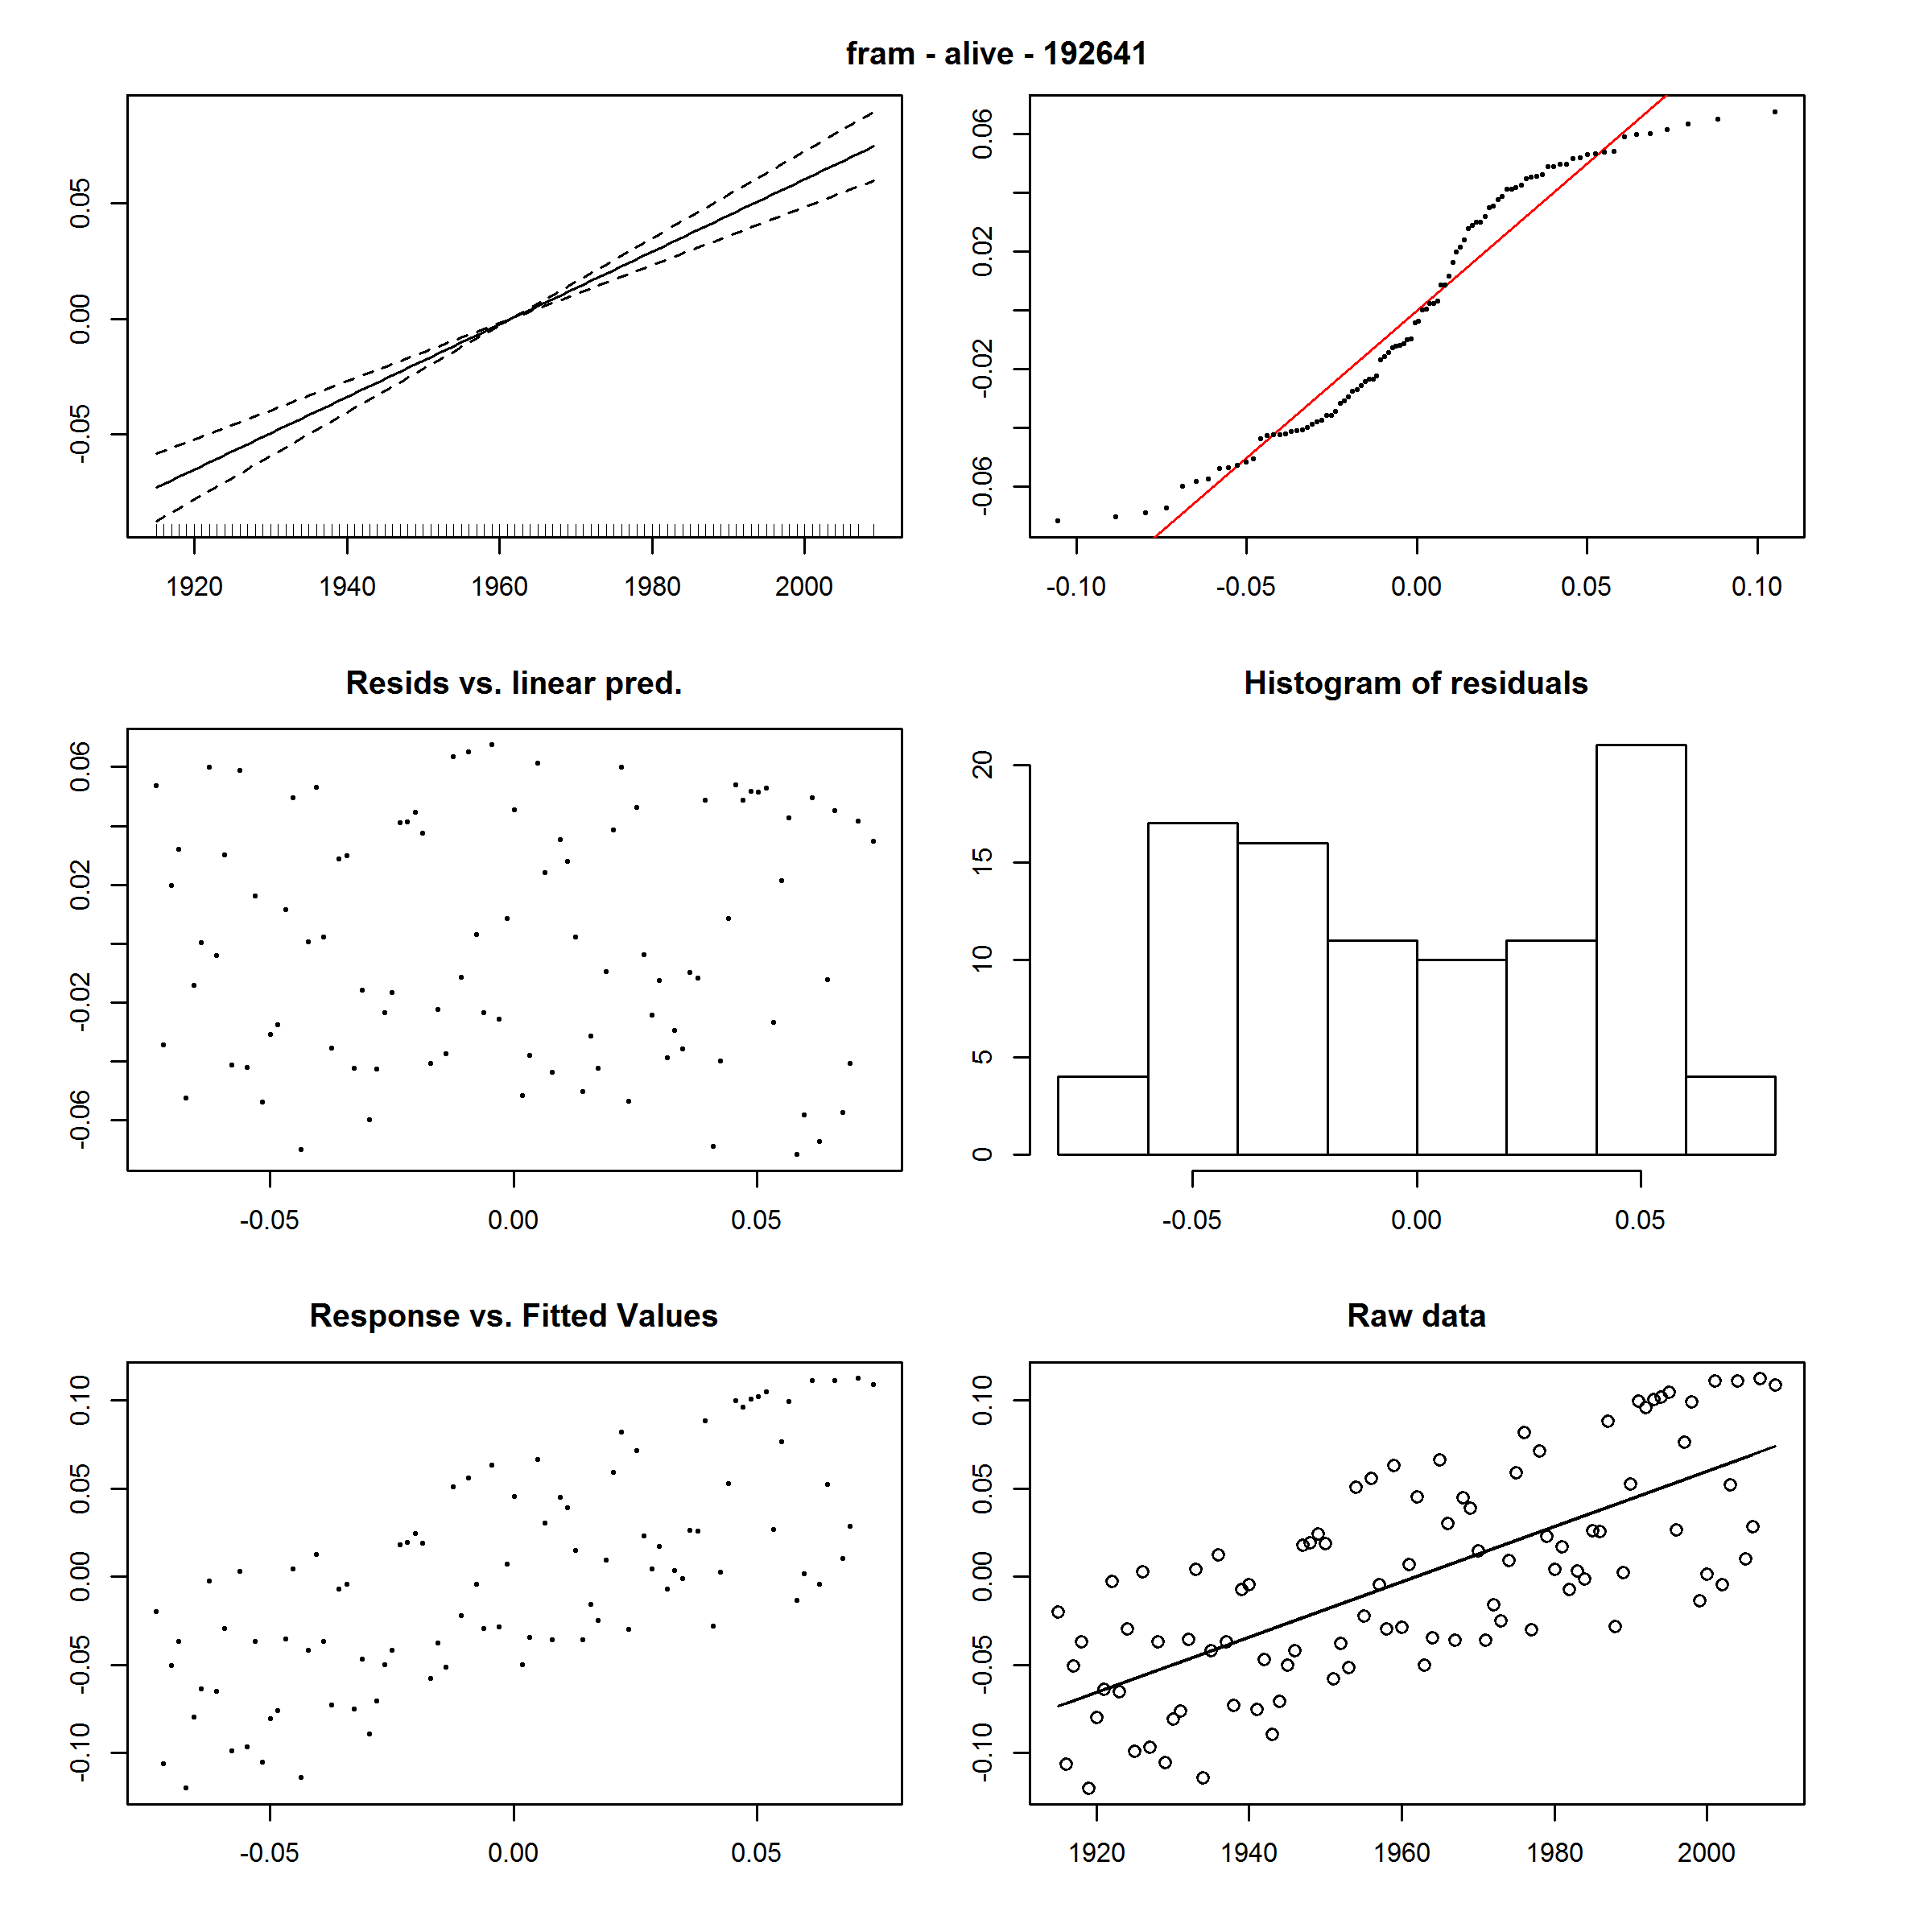 fram - alive - 192641
0.05
0.00
-0.05
1920 1940 1960 1980 2000
0.06
0.02
-0.02
-0.06
-0.10 -0.05 0.00 0.05 0.10
Resids vs. linear pred.
0.06
0.02
-0.02
-0.06
-0.05 0.00 0.05
Histogram of residuals
20
15
10
5
0
-0.05 0.00 0.05
Response vs. Fitted Values
0.10
0.05
0.00
-0.05
-0.10
-0.05 0.00 0.05
Raw data
0.10
0.05
0.00
-0.05
-0.10
1920 1940 1960 1980 2000